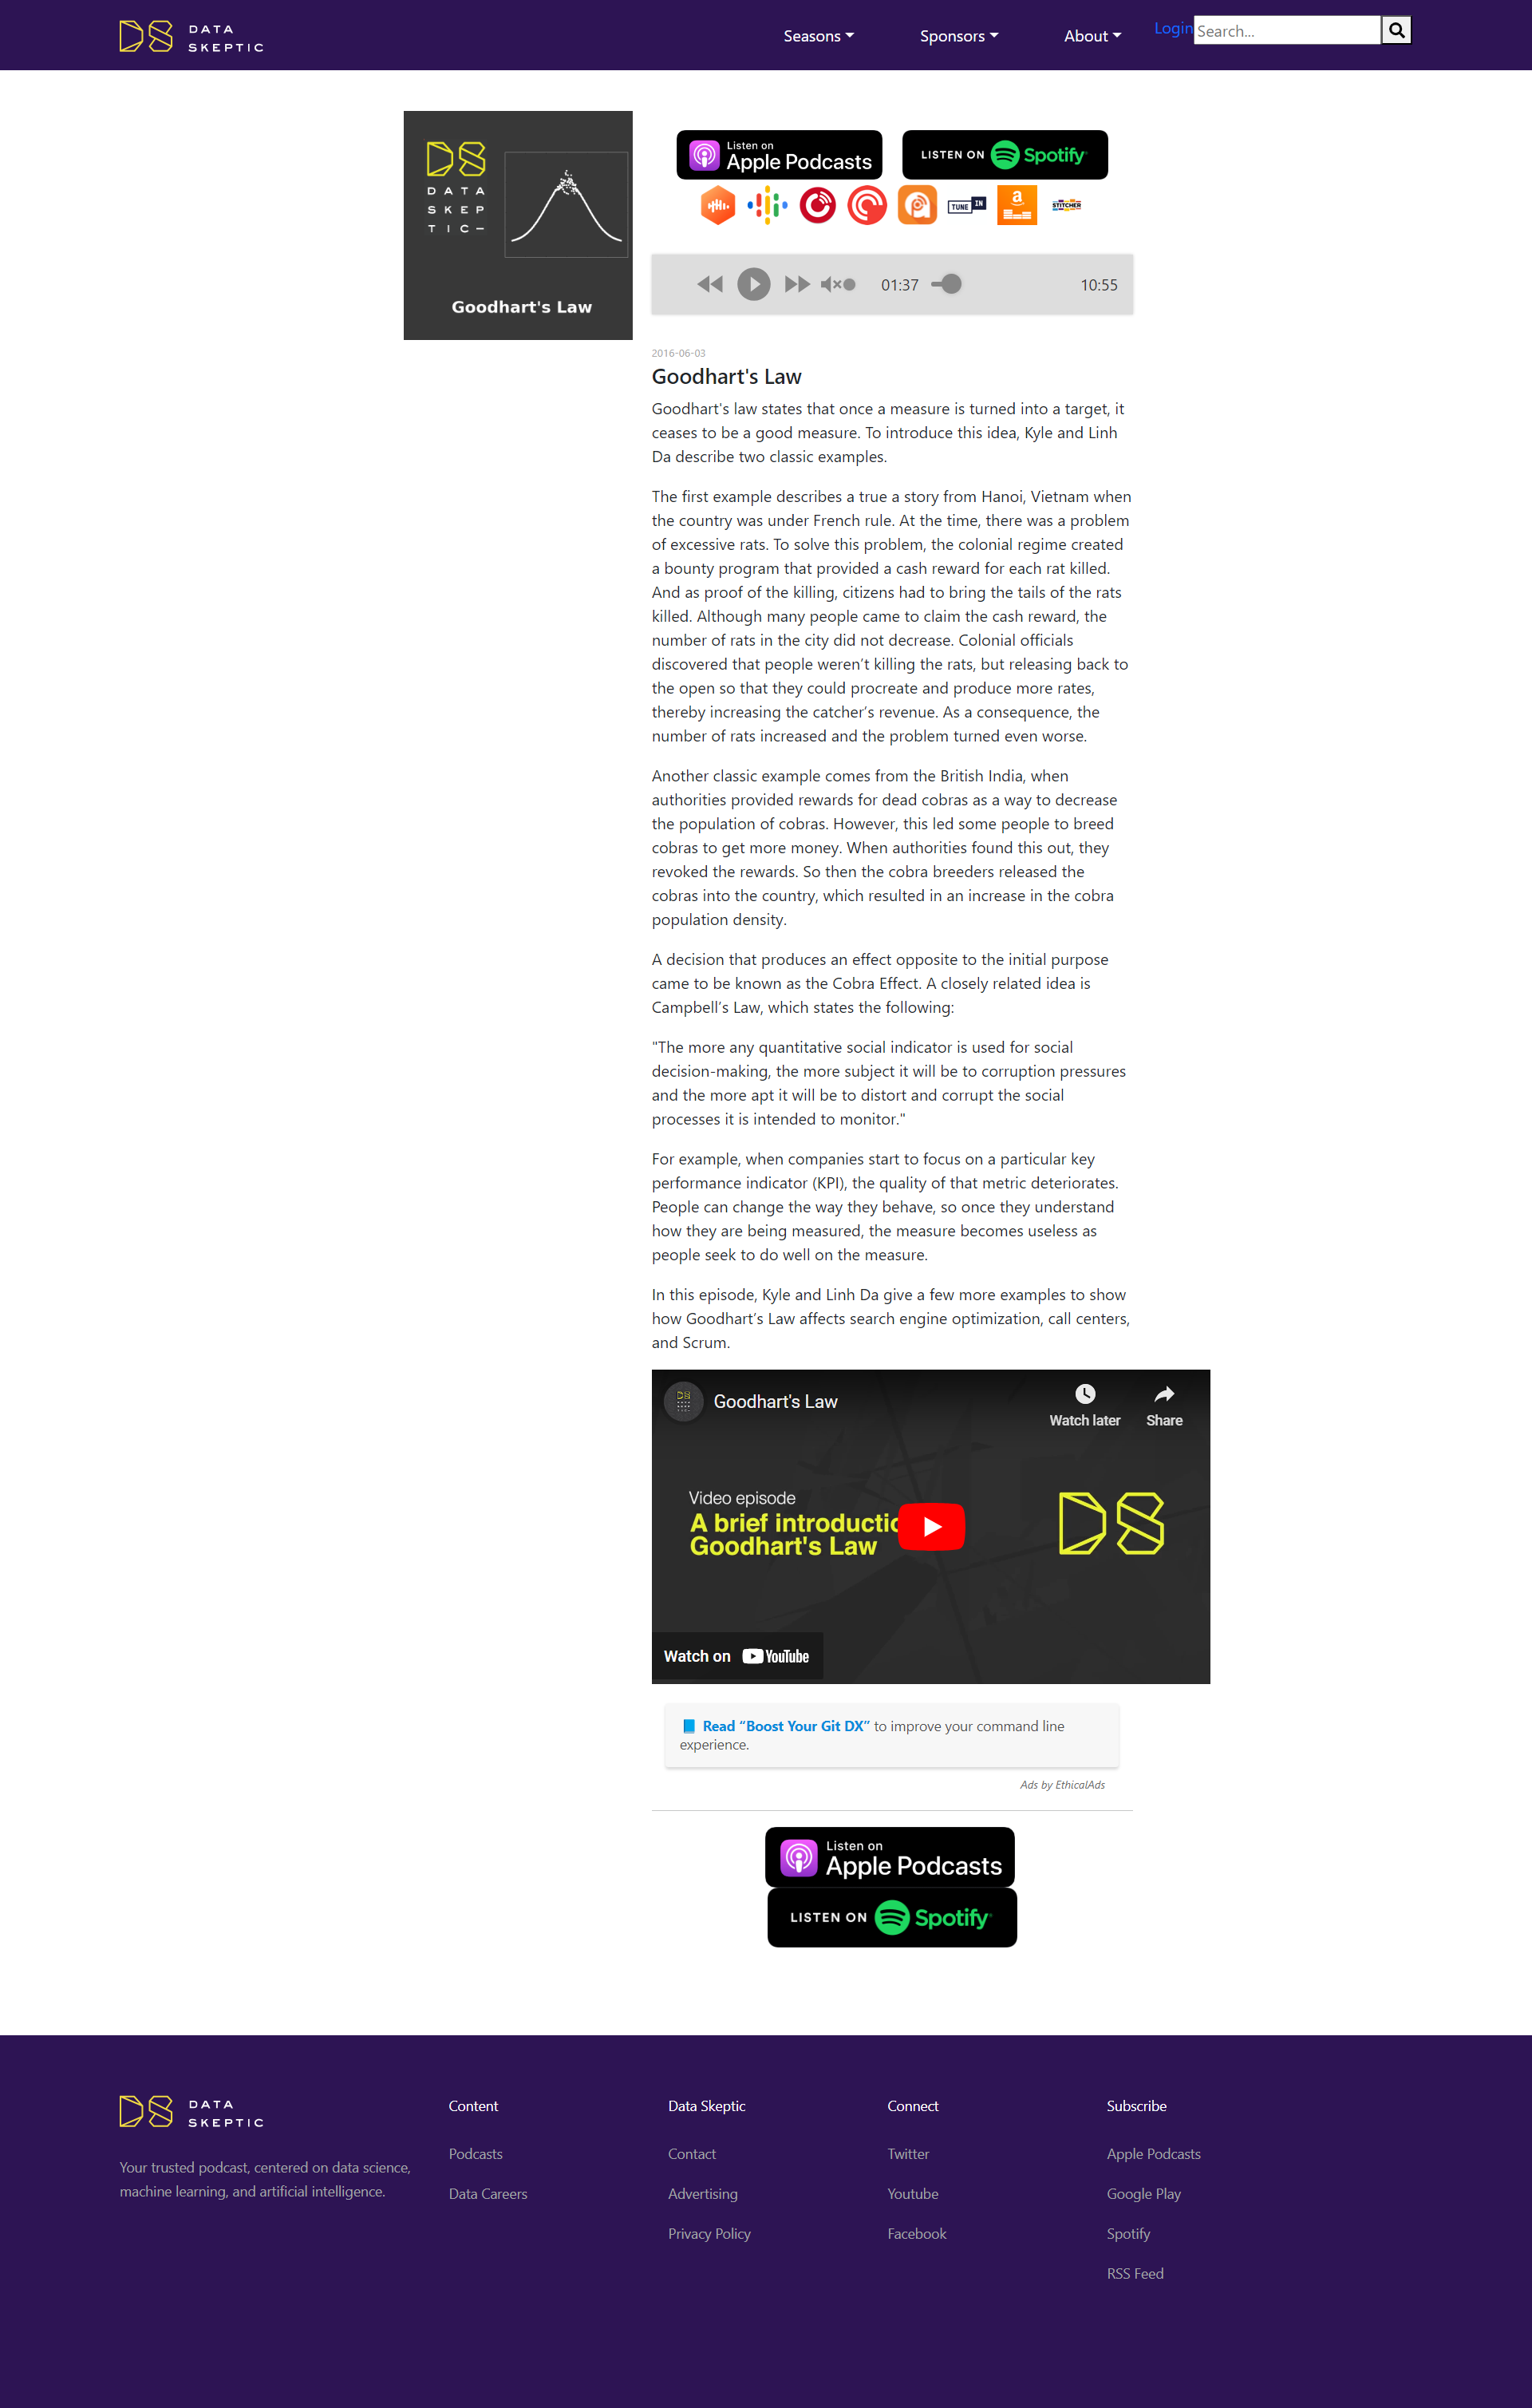 DATA
SKEPTIC
Seasons
Sponsors
About
Login
Search...
DATA
SKEP
TIC–
Goodhart's Law
Listen on
Apple Podcasts
LISTEN ON Spotify
TUNE IN
a
STITCHER
01:37
10:55
2016-06-03
Goodhart's Law
Goodhart's law states that once a measure is turned into a target, it
ceases to be a good measure. To introduce this idea, Kyle and Linh
Da describe two classic examples.
The first example describes a true a story from Hanoi, Vietnam when
the country was under French rule. At the time, there was a problem
of excessive rats. To solve this problem, the colonial regime created
a bounty program that provided a cash reward for each rat killed.
And as proof of the killing, citizens had to bring the tails of the rats
killed. Although many people came to claim the cash reward, the
number of rats in the city did not decrease. Colonial officials
discovered that people weren’t killing the rats, but releasing back to
the open so that they could procreate and produce more rates,
thereby increasing the catcher’s revenue. As a consequence, the
number of rats increased and the problem turned even worse.
Another classic example comes from the British India, when
authorities provided rewards for dead cobras as a way to decrease
the population of cobras. However, this led some people to breed
cobras to get more money. When authorities found this out, they
revoked the rewards. So then the cobra breeders released the
cobras into the country, which resulted in an increase in the cobra
population density.
A decision that produces an effect opposite to the initial purpose
came to be known as the Cobra Effect. A closely related idea is
Campbell’s Law, which states the following:
"The more any quantitative social indicator is used for social
decision-making, the more subject it will be to corruption pressures
and the more apt it will be to distort and corrupt the social
processes it is intended to monitor."
For example, when companies start to focus on a particular key
performance indicator (KPI), the quality of that metric deteriorates.
People can change the way they behave, so once they understand
how they are being measured, the measure becomes useless as
people seek to do well on the measure.
In this episode, Kyle and Linh Da give a few more examples to show
how Goodhart’s Law affects search engine optimization, call centers,
and Scrum.
Goodhart's Law
Watch later
Share
Video episode
A brief introductio
Goodhart's Law
DS
Watch on YouTube
Read “Boost Your Git DX” to improve your command line
experience.
Ads by EthicalAds
Listen on
Apple Podcasts
LISTEN ON Spotify
DATA
SKEPTIC
Your trusted podcast, centered on data science,
machine learning, and artificial intelligence.
Content
Podcasts
Data Careers
Data Skeptic
Contact
Advertising
Privacy Policy
Connect
Twitter
Youtube
Facebook
Subscribe
Apple Podcasts
Google Play
Spotify
RSS Feed